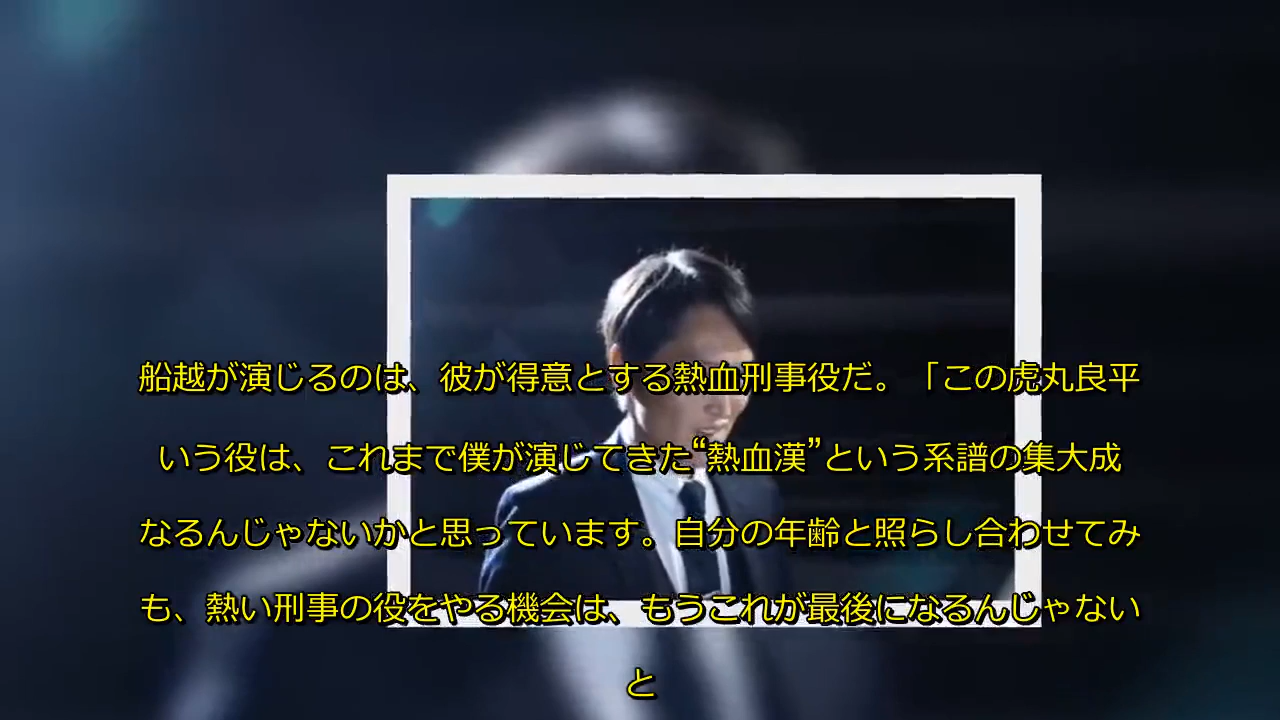 船越が演じるのは、彼が得意とする熱血刑事役だ。「この虎丸良平
いう役は、これまで僕が演じてきた“熱血漢”という系譜の集大成
なるんじゃないかと思っています。自分の年齢と照らし合わせてみ
も、熱い刑事の役をやる機会は、もうこれが最後になるんじゃない
と